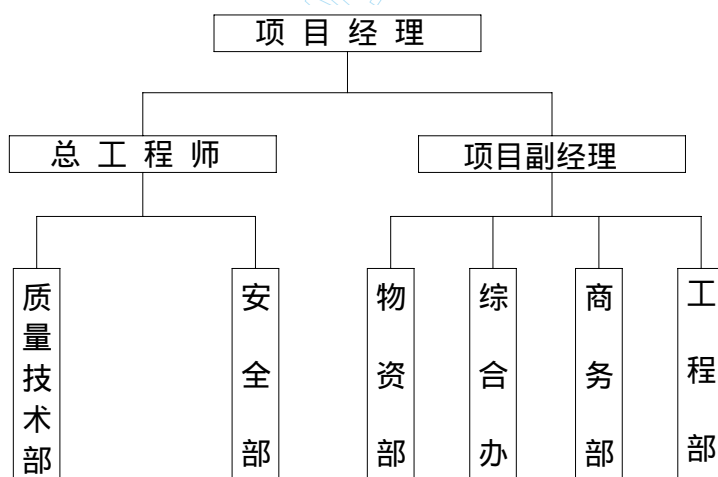 项目经理
总工程师
项目副经理
质量技术部
安全部
物资部
综合办
商务部
工程部